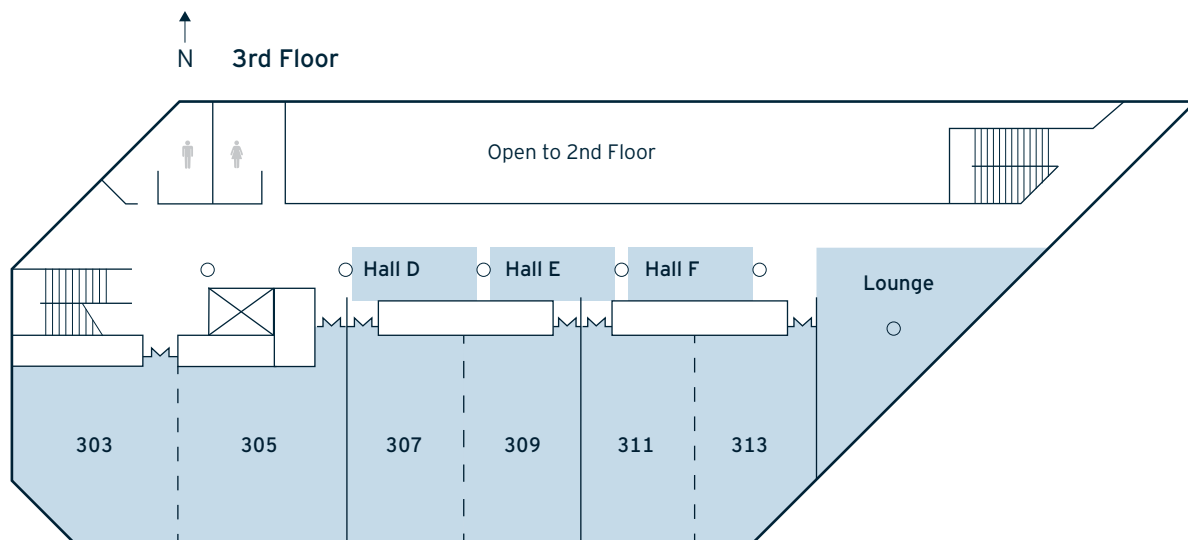 N
3rd Floor
Open to 2nd Floor
Hall D
Hall E
Hall F
Lounge
303
305
307
309
311
313